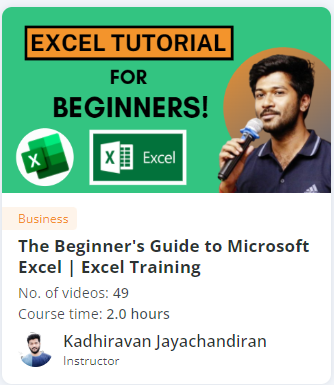 EXCEL TUTORIAL
FOR
BEGINNERS!
X
X Excel
Business
The Beginner's Guide to Microsoft
Excel | Excel Training
No. of videos: 49
Course time: 2.0 hours
Kadhiravan Jayachandiran
Instructor